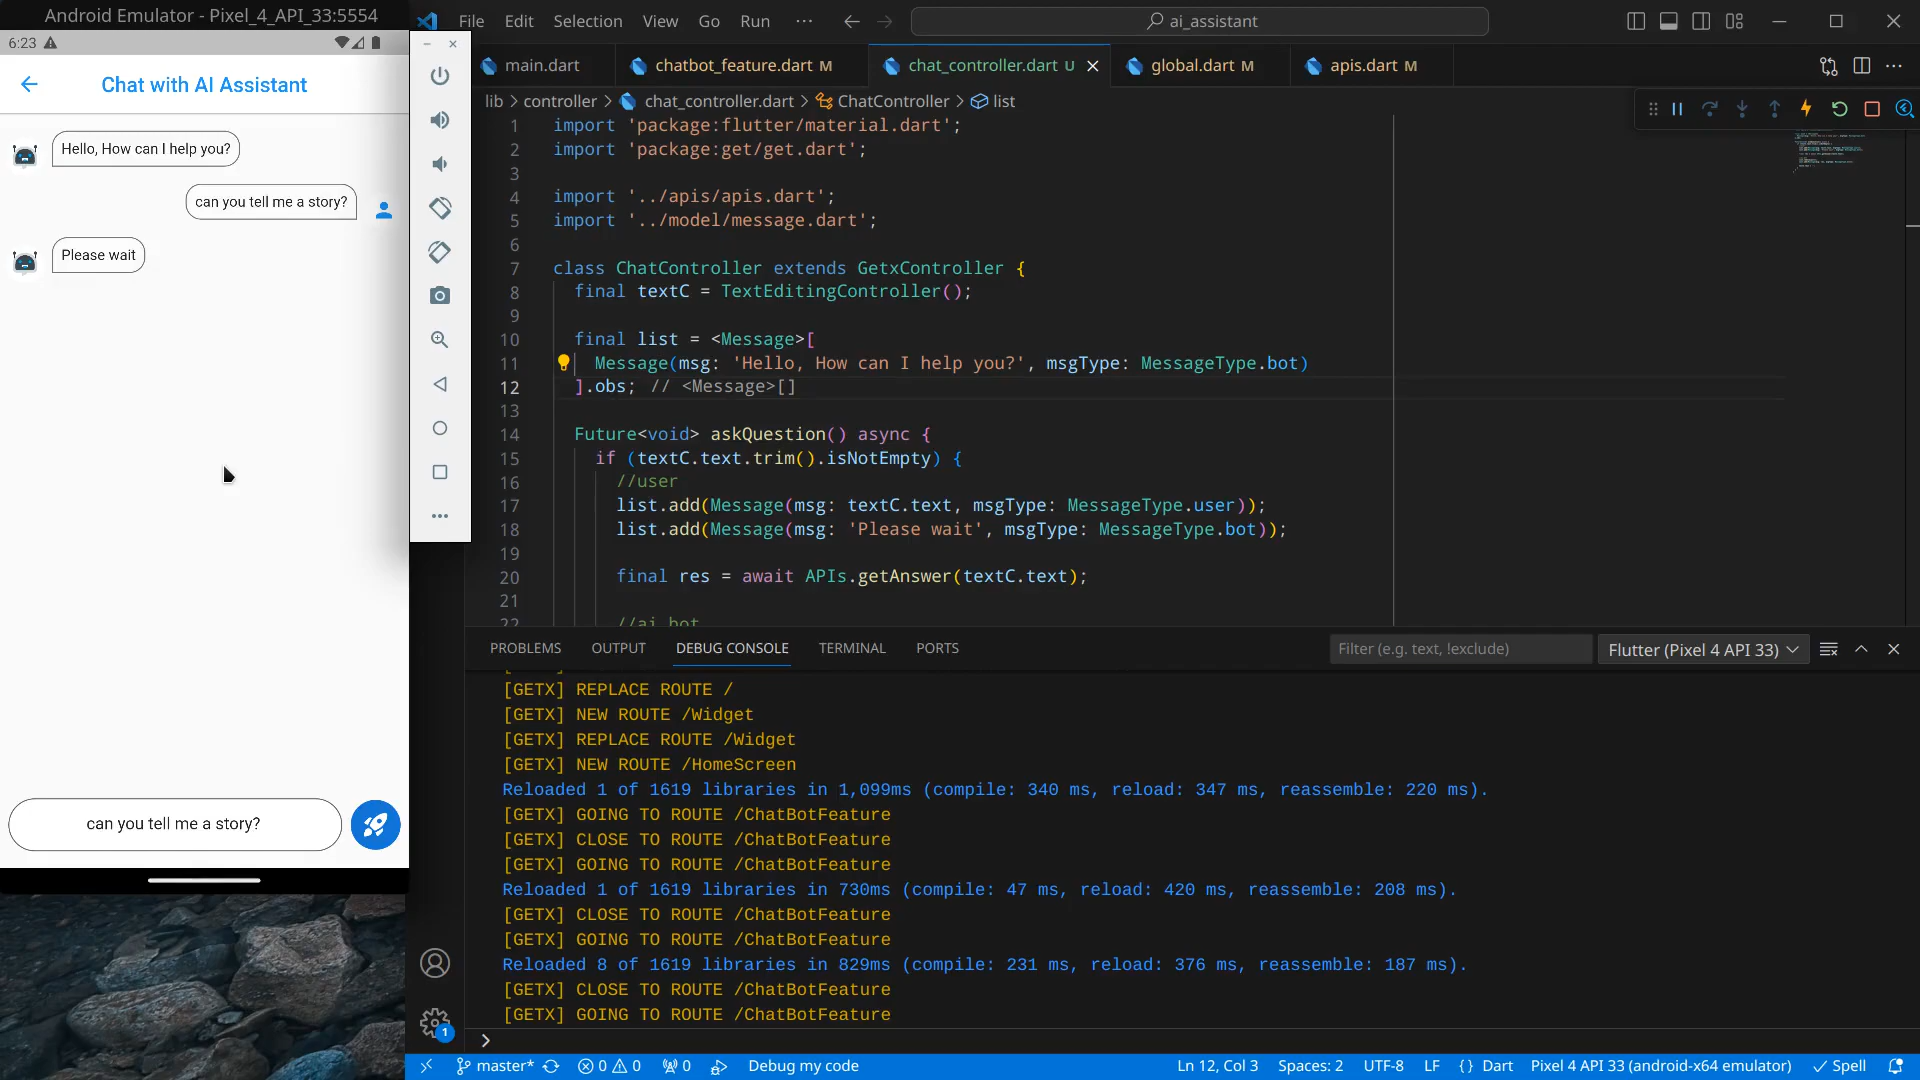 Android Emulator - Pixel_4_API_33:5554
6:23
Chat with AI Assistant
Hello, How can I help you?
can you tell me a story?
Please wait
can you tell me a story?
File Edit Selection View Go Run ···
ai_assistant
main.dart
chatbot_feature.dart M
chat_controller.dart U
global.dart M
apis.dart M
lib > controller > chat_controller.dart > ChatController > list
1 import 'package:flutter/material.dart';
2 import 'package:get/get.dart';
3
4 import '../apis/apis.dart';
5 import '../model/message.dart';
6
7 class ChatController extends GetxController {
8 final textC = TextEditingController();
9
10 final list = <Message>[
11 Message(msg: 'Hello, How can I help you?', msgType: MessageType.bot)
12 ].obs; // <Message>[]
13
14 Future<void> askQuestion() async {
15 if (textC.text.trim().isNotEmpty) {
16 //user
17 list.add(Message(msg: textC.text, msgType: MessageType.user));
18 list.add(Message(msg: 'Please wait', msgType: MessageType.bot));
19
20 final res = await APIs.getAnswer(textC.text);
21
22 //ai bot
PROBLEMS OUTPUT DEBUG CONSOLE TERMINAL PORTS
Filter (e.g. text, !exclude)
Flutter (Pixel 4 API 33)
[GETX] REPLACE ROUTE /
[GETX] NEW ROUTE /Widget
[GETX] REPLACE ROUTE /Widget
[GETX] NEW ROUTE /HomeScreen
Reloaded 1 of 1619 libraries in 1,099ms (compile: 340 ms, reload: 347 ms, reassemble: 220 ms).
[GETX] GOING TO ROUTE /ChatBotFeature
[GETX] CLOSE TO ROUTE /ChatBotFeature
[GETX] GOING TO ROUTE /ChatBotFeature
Reloaded 1 of 1619 libraries in 730ms (compile: 47 ms, reload: 420 ms, reassemble: 208 ms).
[GETX] CLOSE TO ROUTE /ChatBotFeature
[GETX] GOING TO ROUTE /ChatBotFeature
Reloaded 8 of 1619 libraries in 829ms (compile: 231 ms, reload: 376 ms, reassemble: 187 ms).
[GETX] CLOSE TO ROUTE /ChatBotFeature
[GETX] GOING TO ROUTE /ChatBotFeature
1
master* 0 0 0 Debug my code
Ln 12, Col 3 Spaces: 2 UTF-8 LF {} Dart Pixel 4 API 33 (android-x64 emulator) Spell